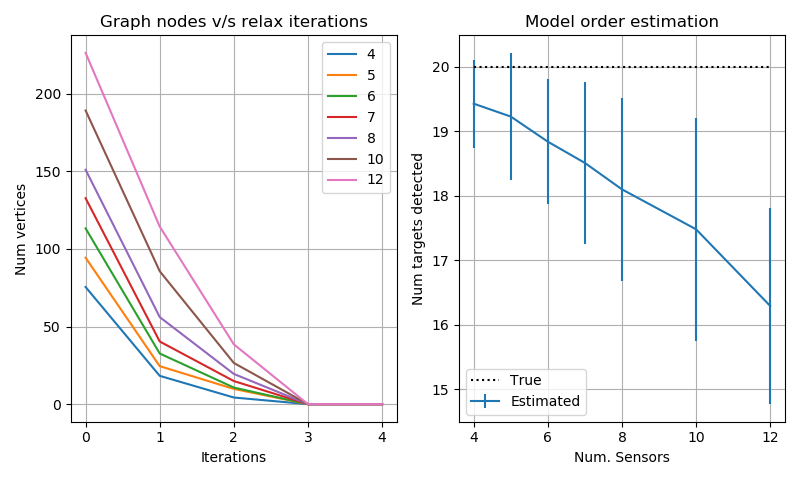 Graph nodes v/s relax iterations
4
5
6
7
8
10
12
200
150
100
50
0
Num vertices
0 1 2 3 4
Iterations
Model order estimation
20
19
18
17
16
15
Num targets detected
True
Estimated
4 6 8 10 12
Num. Sensors